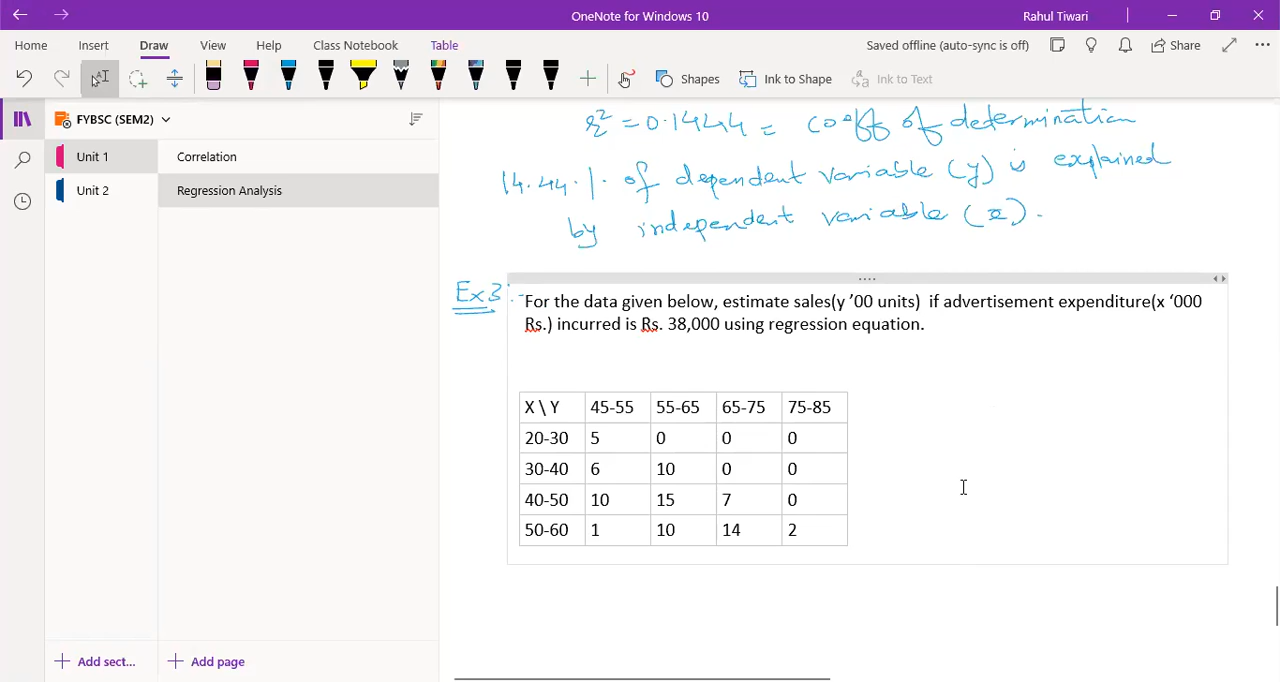 OneNote for Windows 10
Rahul Tiwari
Home Insert Draw View Help Class Notebook Table
Saved offline (auto-sync is off) Share
Shapes Ink to Shape Ink to Text
FYBSC (SEM2)
Unit 1
Unit 2
Correlation
Regression Analysis
r² = 0.1444 = coeff of determination
14.44 % of dependent variable (y) is explained
by independent variable (x).
Ex 3 :-
For the data given below, estimate sales(y ’00 units) if advertisement expenditure(x ‘000
Rs.) incurred is Rs. 38,000 using regression equation.
X \ Y 45-55 55-65 65-75 75-85
20-30 5 0 0 0
30-40 6 10 0 0
40-50 10 15 7 0
50-60 1 10 14 2
Add sect... Add page